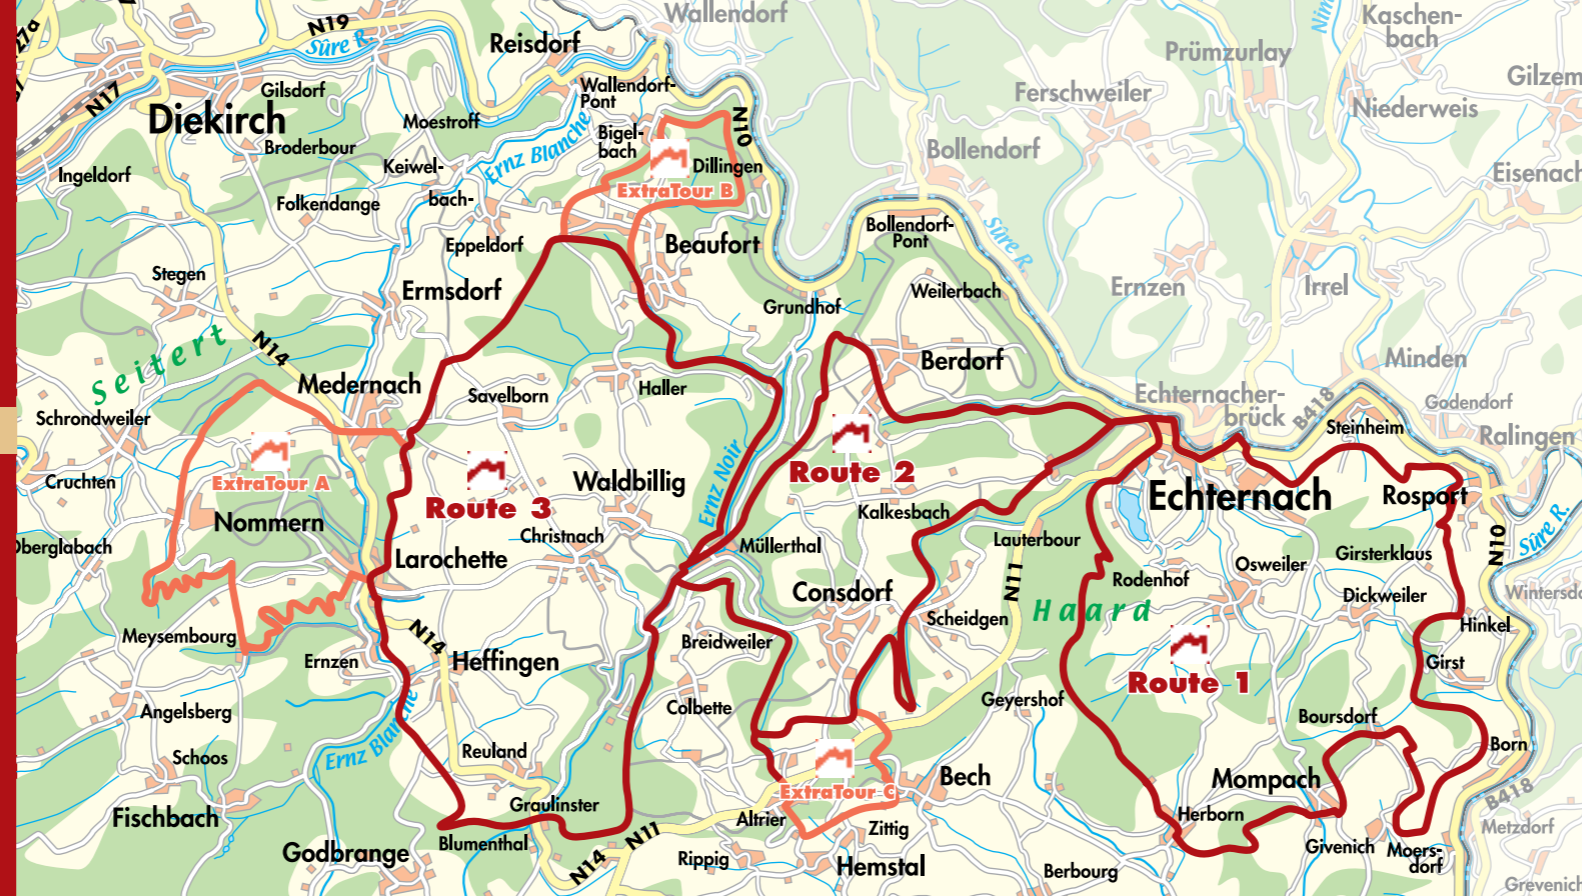 Wallendorf
Kaschen-
bach
N19
Sûre R.
Reisdorf
Nim
27a
Prümzurlay
Gilzem
N17
Gilsdorf
Wallendorf-
Pont
Ferschweiler
Niederweis
Diekirch
Moestroff
Bigel-
bach
N10
Ernz Blanche
Broderbour
Bollendorf
Keiwel-
bach-
Ingeldorf
Dillingen
Eisenach
ExtraTour B
Folkendange
Eppeldorf
Beaufort
Bollendorf-
Pont
Sûre R.
Stegen
Ermsdorf
Weilerbach
Ernzen
Irrel
Grundhof
Seitert
N14
Berdorf
Minden
Medernach
Savelborn
Haller
Echternacher-
brück
B418
Godendorf
Schrondweiler
Steinheim
Ralingen
ExtraTour A
Route 3
Waldbillig
Route 2
Cruchten
Ernz Noir
Echternach
Rosport
Nommern
Kalkesbach
Christnach
Lauterbour
N10
Sûre R.
Oberglabach
Larochette
Müllerthal
Girsterklaus
N11
Rodenhof
Osweiler
Consdorf
Dickweiler
Wintersdo
Haard
Scheidgen
Hinkel
Meysembourg
N14
Breidweiler
Ernzen
Heffingen
Girst
Route 1
Geyershof
Angelsberg
Colbette
Boursdorf
Ernz Blanche
Schoos
Reuland
Born
Bech
Mompach
ExtraTour C
B418
Fischbach
Graulinster
Altrier
Zittig
Herborn
Metzdorf
Godbrange
Blumenthal
N14
N11
Rippig
Hemstal
Berbourg
Givenich
Moers-
dorf
Grevenich